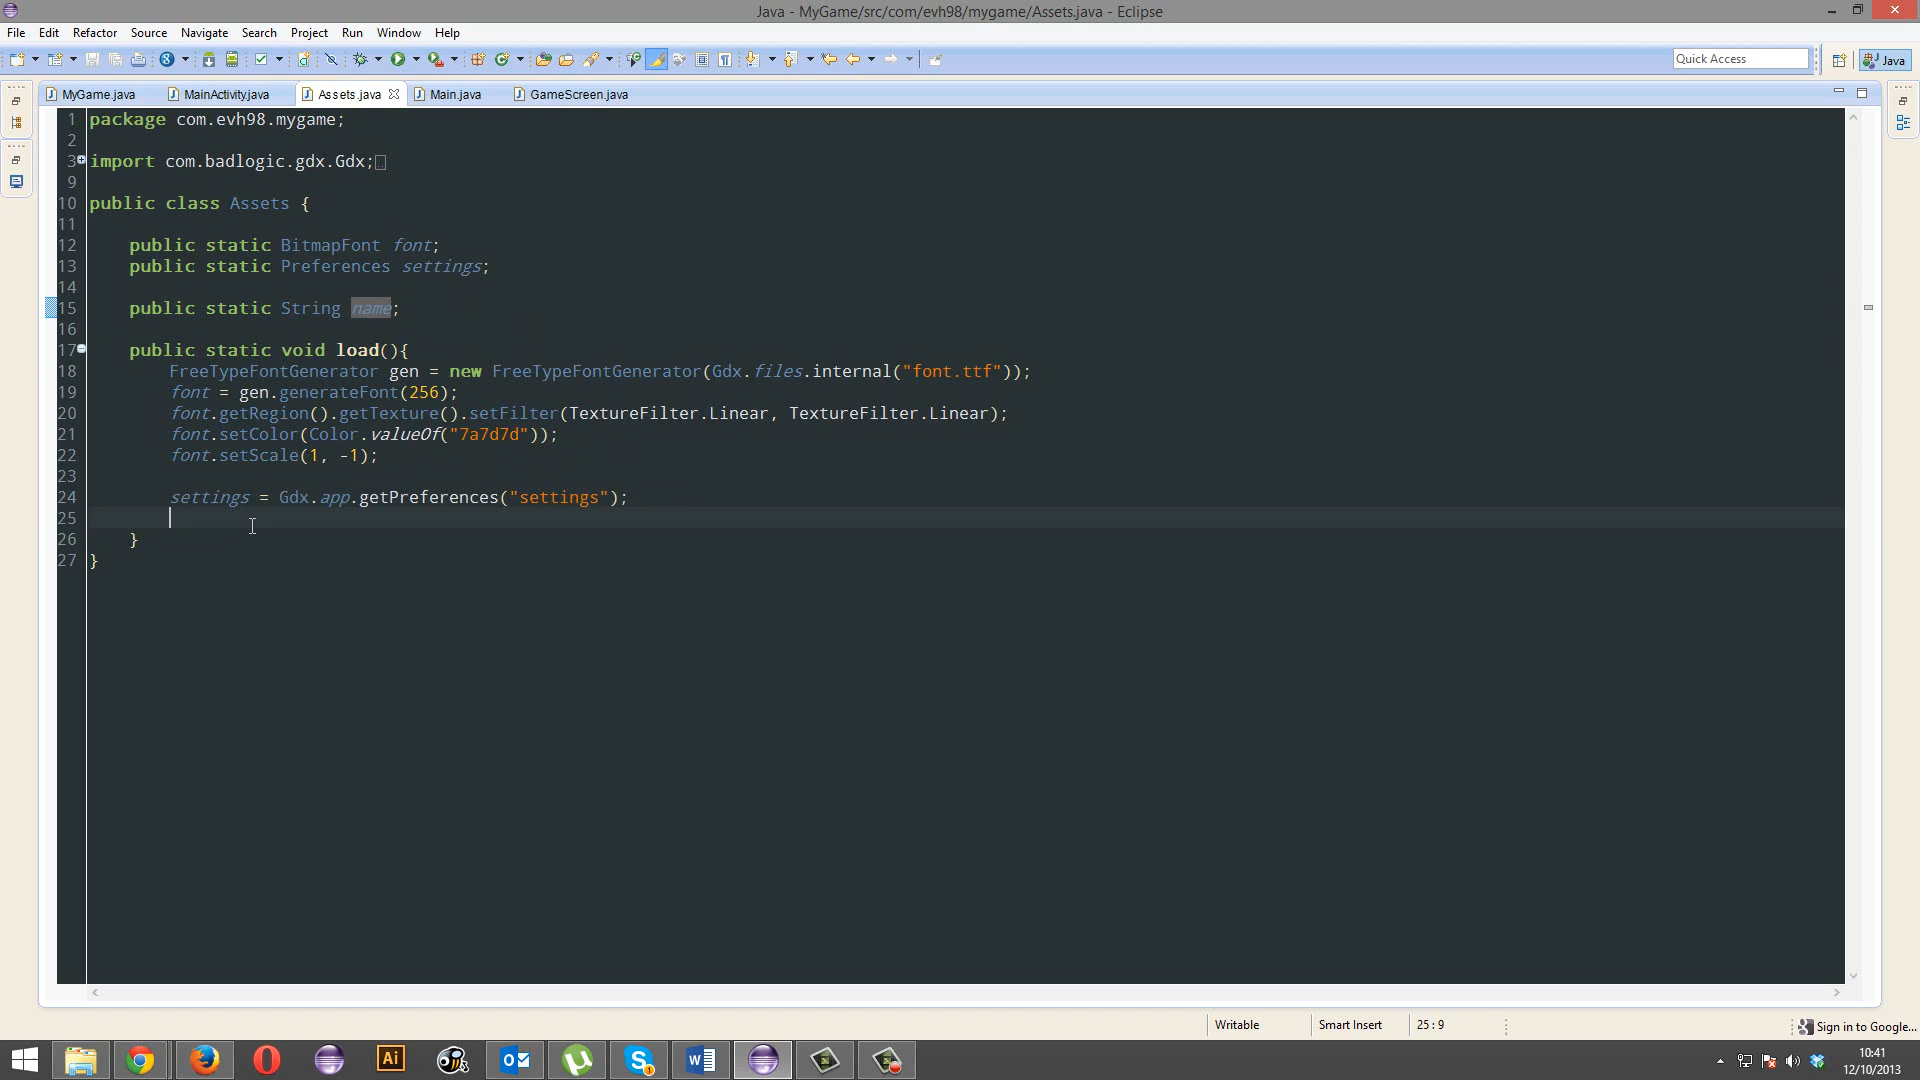 Java - MyGame/src/com/evh98/mygame/Assets.java - Eclipse
File Edit Refactor Source Navigate Search Project Run Window Help
Quick Access
Java
MyGame.java MainActivity.java Assets.java Main.java GameScreen.java
1 package com.evh98.mygame;
2
3 import com.badlogic.gdx.Gdx;
9
10 public class Assets {
11
12 public static BitmapFont font;
13 public static Preferences settings;
14
15 public static String name;
16
17 public static void load(){
18 FreeTypeFontGenerator gen = new FreeTypeFontGenerator(Gdx.files.internal("font.ttf"));
19 font = gen.generateFont(256);
20 font.getRegion().getTexture().setFilter(TextureFilter.Linear, TextureFilter.Linear);
21 font.setColor(Color.valueOf("7a7d7d"));
22 font.setScale(1, -1);
23
24 settings = Gdx.app.getPreferences("settings");
25
26 }
27 }
Writable Smart Insert 25 : 9
Sign in to Google...
Ai
10:41
12/10/2013